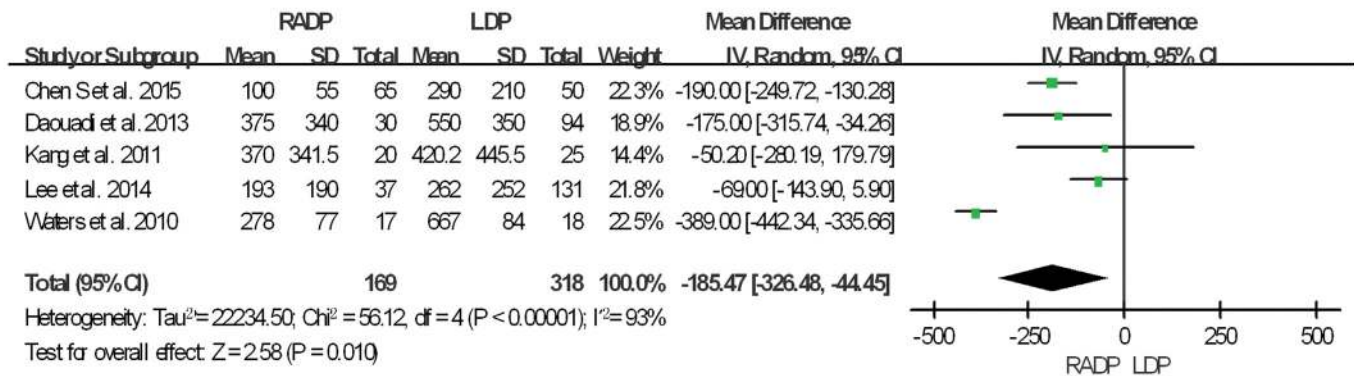 RADP LDP Mean Difference Mean Difference
Study or Subgroup Mean SD Total Mean SD Total Weight IV, Random, 95% CI IV, Random, 95% CI
Chen S et al. 2015 100 55 65 290 210 50 22.3% -190.00 [-249.72, -130.28]
Daouadi et al. 2013 375 340 30 550 350 94 18.9% -175.00 [-315.74, -34.26]
Kang et al. 2011 370 341.5 20 420.2 445.5 25 14.4% -50.20 [-280.19, 179.79]
Lee et al. 2014 193 190 37 262 252 131 21.8% -69.00 [-143.90, 5.90]
Waters et al. 2010 278 77 17 667 84 18 22.5% -389.00 [-442.34, -335.66]
Total (95% CI) 169 318 100.0% -185.47 [-326.48, -44.45]
Heterogeneity: Tau²= 22234.50; Chi² = 56.12, df = 4 (P < 0.00001); I²= 93%
Test for overall effect: Z = 2.58 (P = 0.010)
-500 -250 0 250 500
RADP LDP